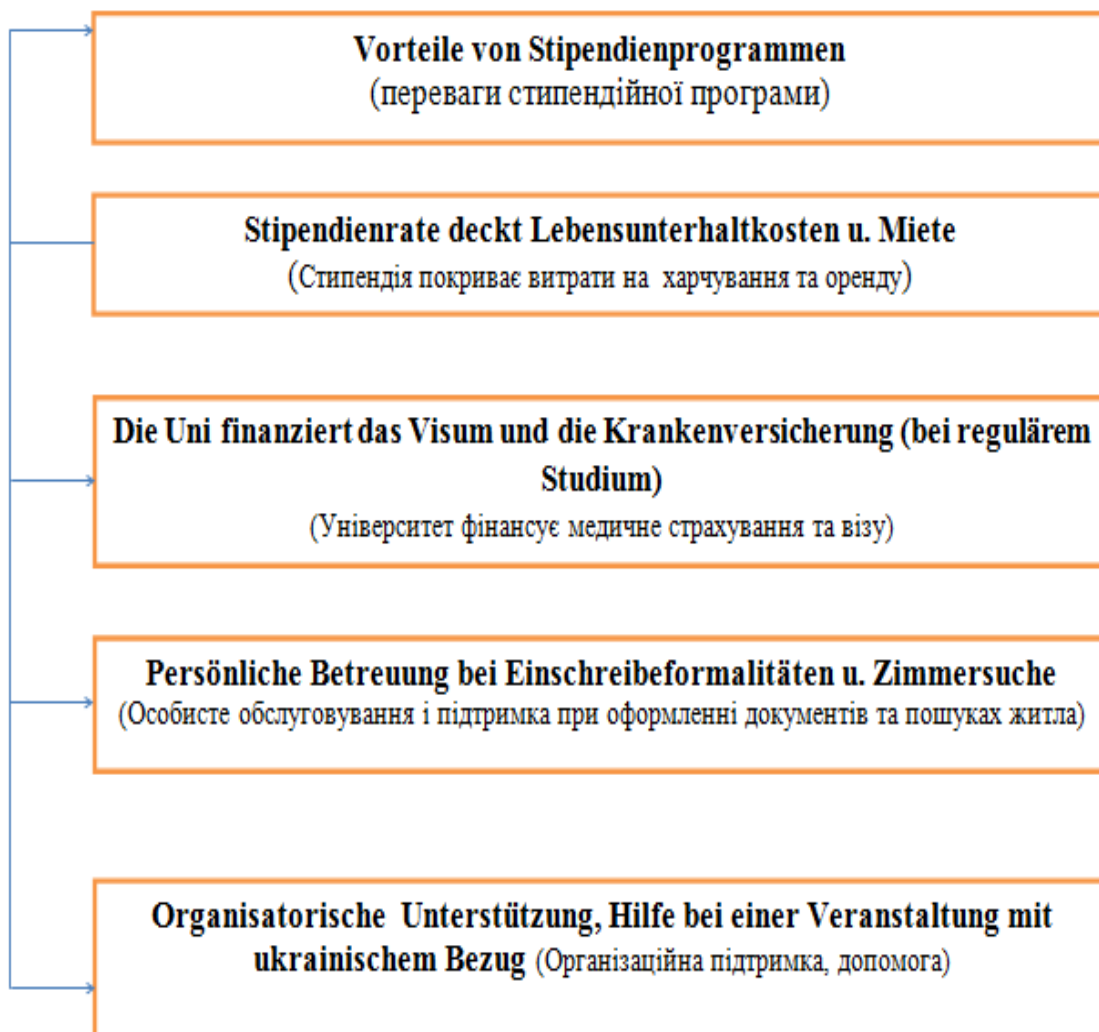 Vorteile von Stipendienprogrammen
(переваги стипендійної програми)
Stipendienrate deckt Lebensunterhaltkosten u. Miete
(Стипендія покриває витрати на харчування та оренду)
Die Uni finanziert das Visum und die Krankenversicherung (bei regulärem
Studium)
(Університет фінансує медичне страхування та візу)
Persönliche Betreuung bei Einschreibeformalitäten u. Zimmersuche
(Особисте обслуговування і підтримка при оформленні документів та пошуках житла)
Organisatorische Unterstützung, Hilfe bei einer Veranstaltung mit
ukrainischem Bezug (Організаційна підтримка, допомога)